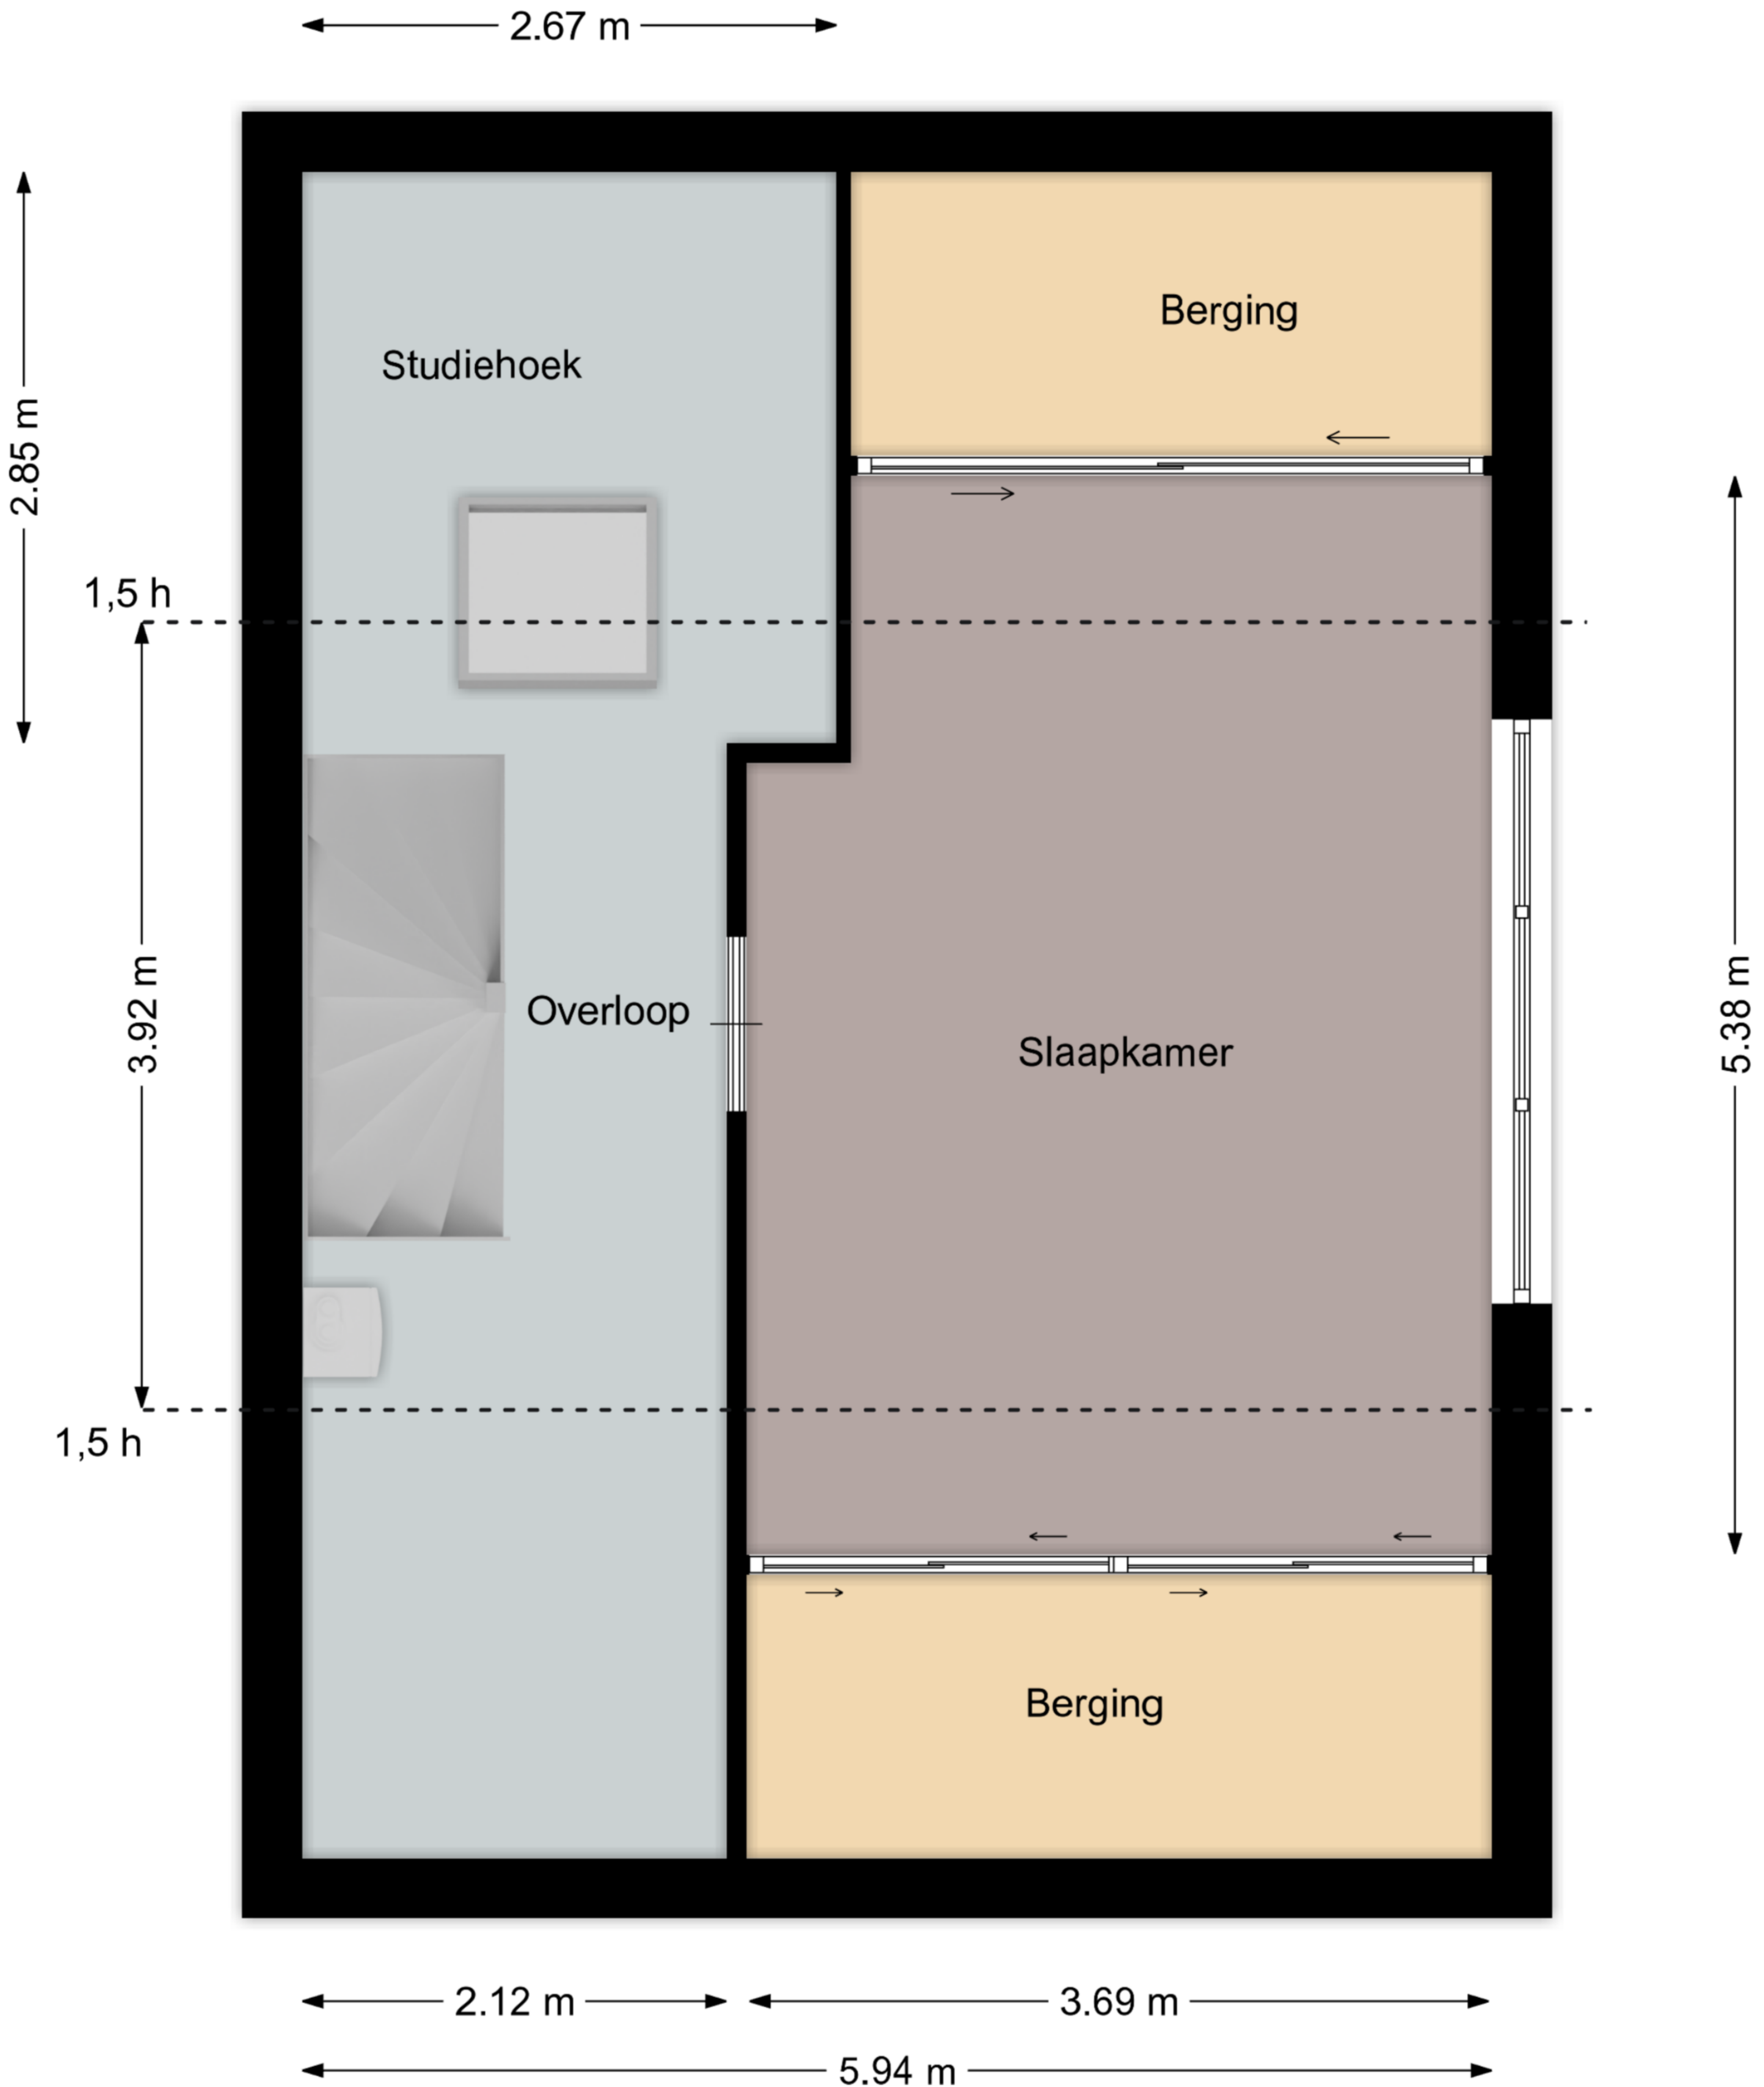 2.67 m
Berging
Studiehoek
2.85 m
1,5 h
3.92 m
Overloop
Slaapkamer
5.38 m
1,5 h
Berging
2.12 m
3.69 m
5.94 m